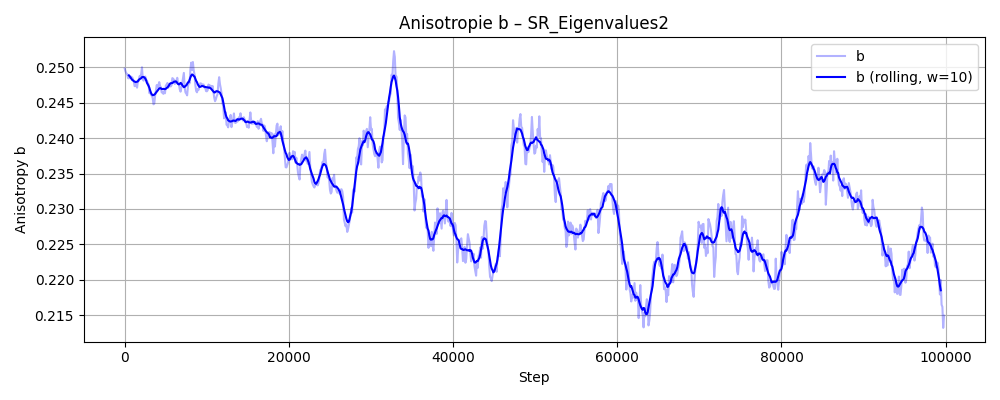 Anisotropie b – SR_Eigenvalues2
Anisotropy b
0.250
0.245
0.240
0.235
0.230
0.225
0.220
0.215
b
b (rolling, w=10)
0
20000
40000
60000
80000
100000
Step